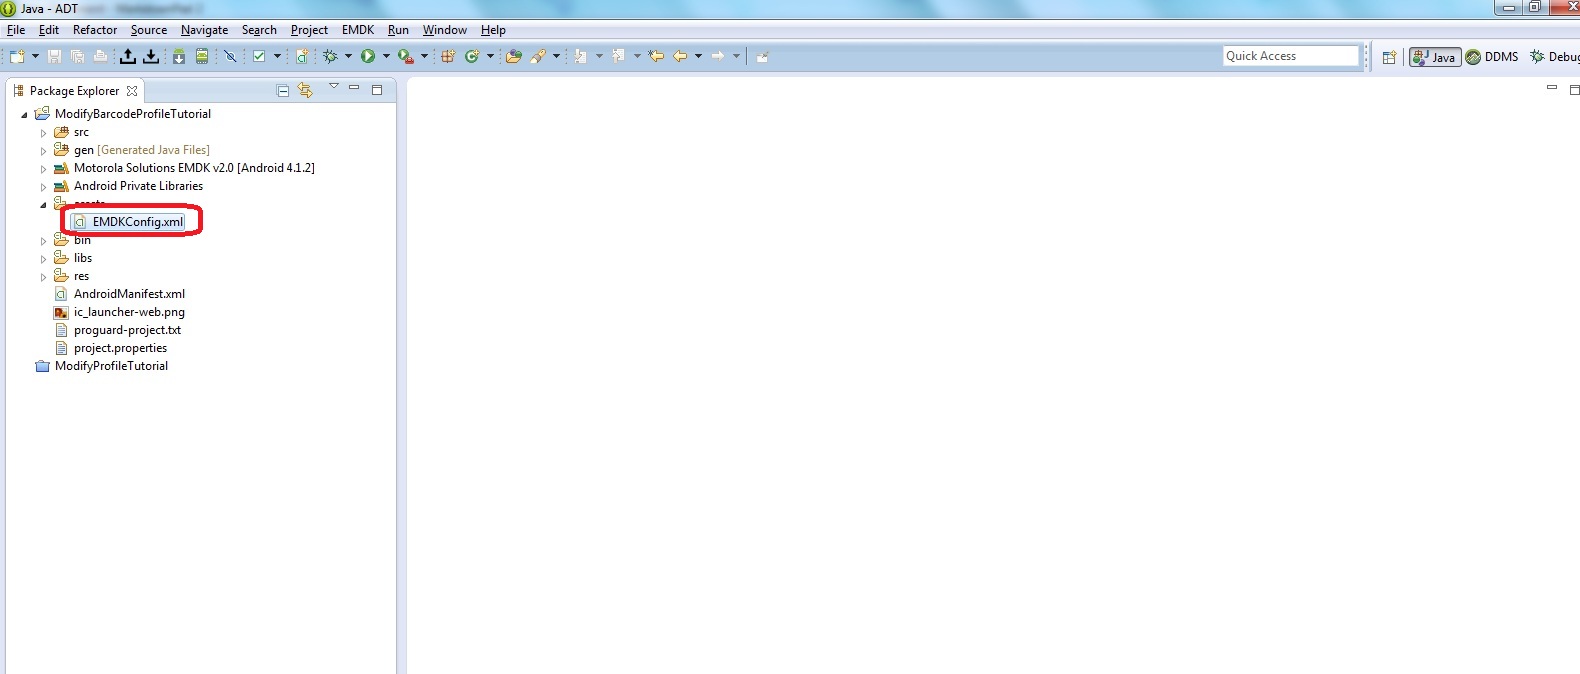 Java - ADT
File Edit Refactor Source Navigate Search Project EMDK Run Window Help
Quick Access Java DDMS Debug
Package Explorer
ModifyBarcodeProfileTutorial
src
gen [Generated Java Files]
Motorola Solutions EMDK v2.0 [Android 4.1.2]
Android Private Libraries
assets
EMDKConfig.xml
bin
libs
res
AndroidManifest.xml
ic_launcher-web.png
proguard-project.txt
project.properties
ModifyProfileTutorial